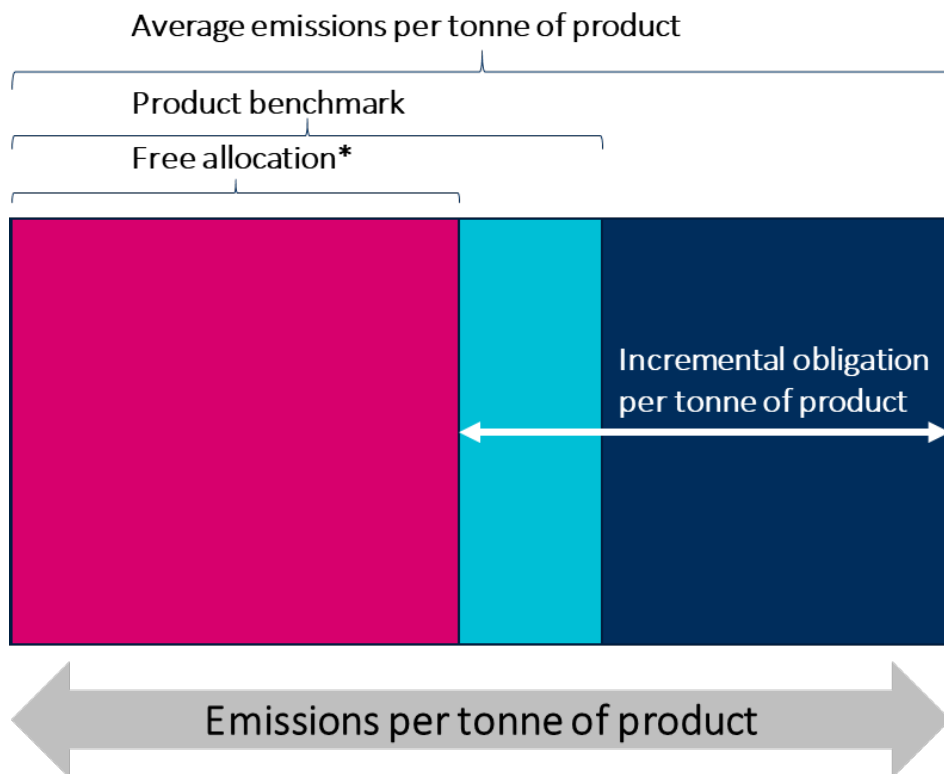 Average emissions per tonne of product
Product benchmark
Free allocation*
Incremental obligation
per tonne of product
Emissions per tonne of product